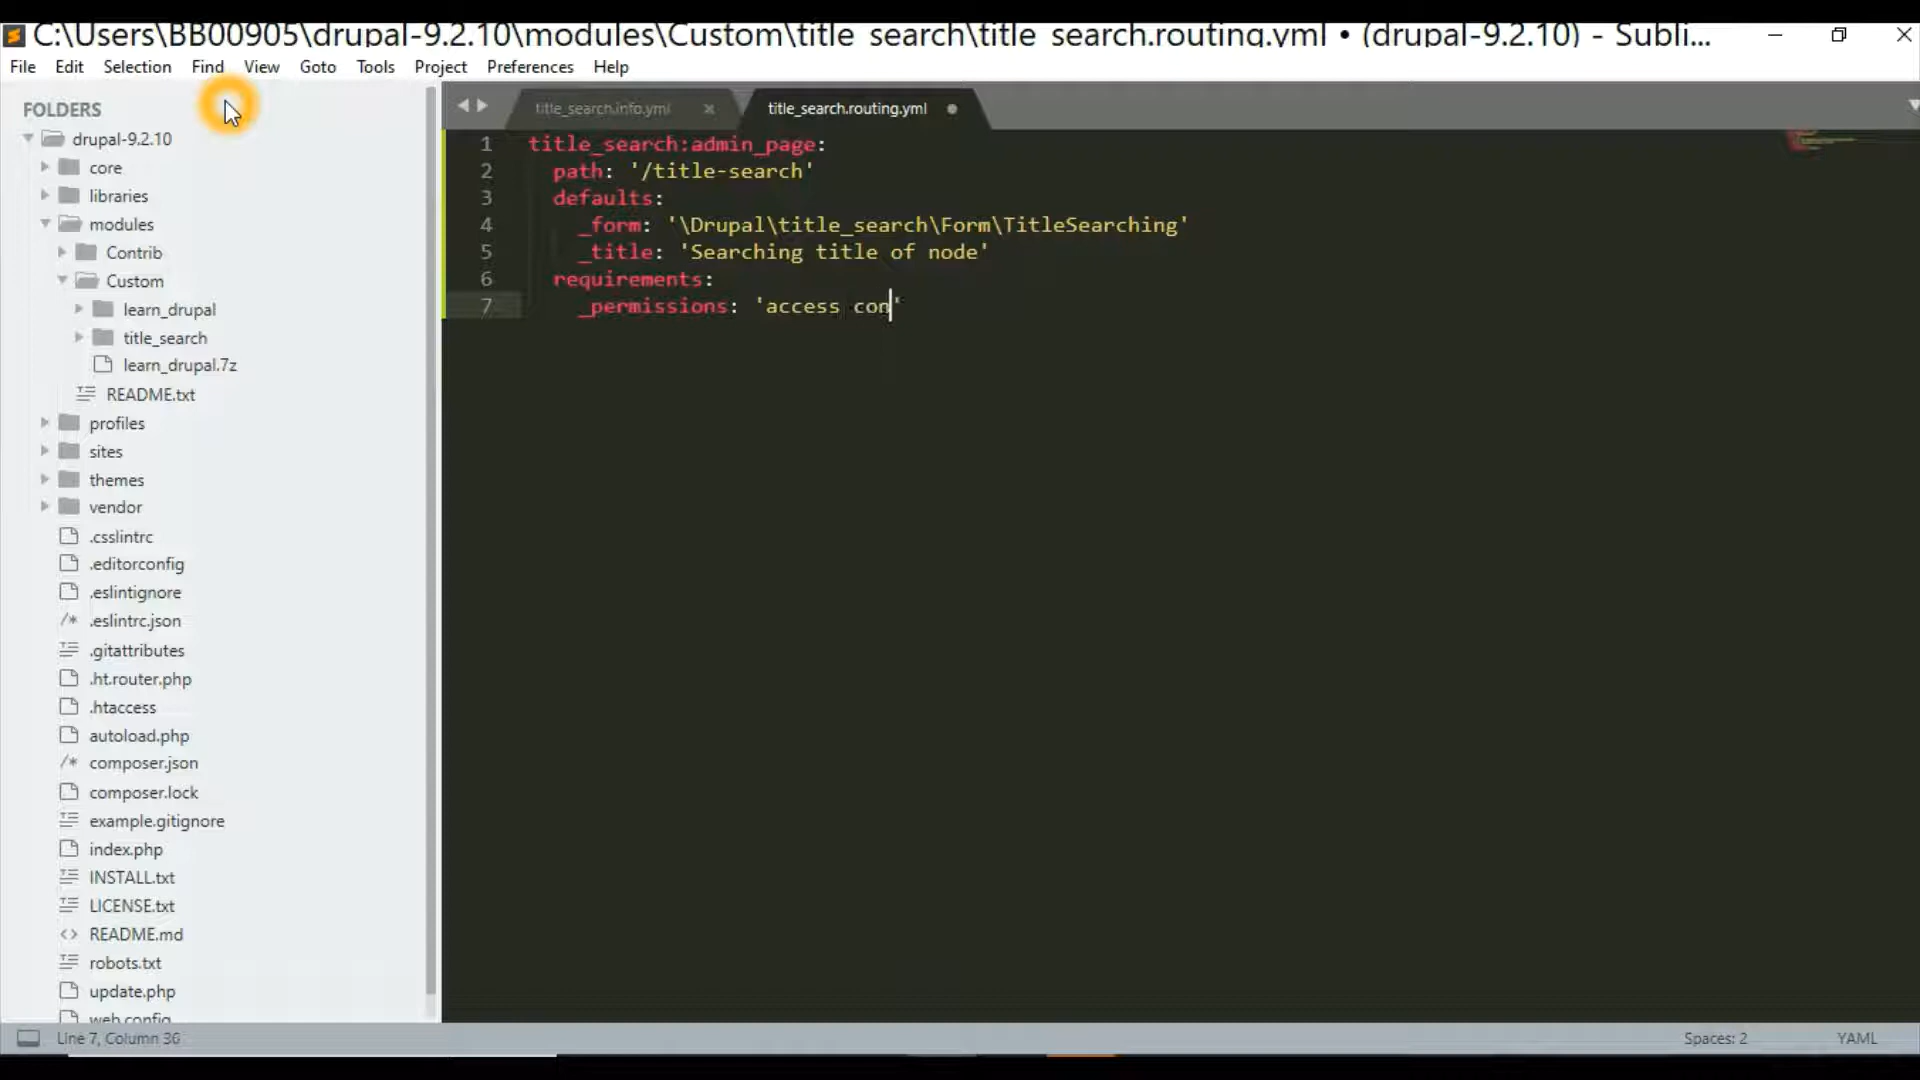 C:\Users\BB00905\drupal-9.2.10\modules\Custom\title_search\title_search.routing.yml • (drupal-9.2.10) - Subli...
File Edit Selection Find View Goto Tools Project Preferences Help
FOLDERS
drupal-9.2.10
core
libraries
modules
Contrib
Custom
learn_drupal
title_search
learn_drupal.7z
README.txt
profiles
sites
themes
vendor
.csslintrc
.editorconfig
.eslintignore
/* .eslintrc.json
.gitattributes
.ht.router.php
.htaccess
autoload.php
/* composer.json
composer.lock
example.gitignore
index.php
INSTALL.txt
LICENSE.txt
<> README.md
robots.txt
update.php
web.config
title_search.info.yml × title_search.routing.yml
1 title_search:admin_page:
2 path: '/title-search'
3 defaults:
4 _form: '\Drupal\title_search\Form\TitleSearching'
5 _title: 'Searching title of node'
6 requirements:
7 _permissions: 'access con'
Line 7, Column 36 Spaces: 2 YAML